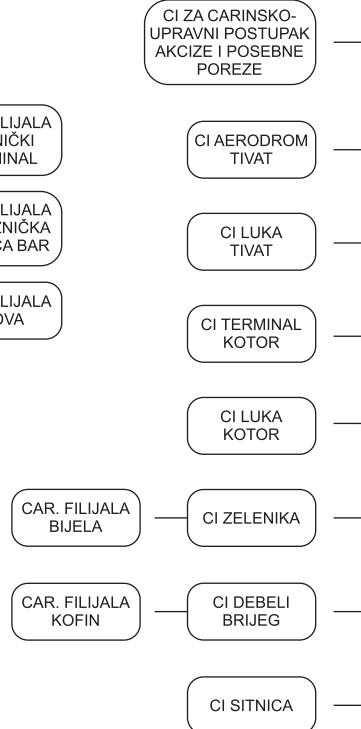 CI ZA CARINSKO-
UPRAVNI POSTUPAK
AKCIZE I POSEBNE
POREZE
CI AERODROM
TIVAT
CI LUKA
TIVAT
CI TERMINAL
KOTOR
CI LUKA
KOTOR
CAR. FILIJALA
BIJELA
CI ZELENIKA
CAR. FILIJALA
KOFIN
CI DEBELI
BRIJEG
CI SITNICA
BAR